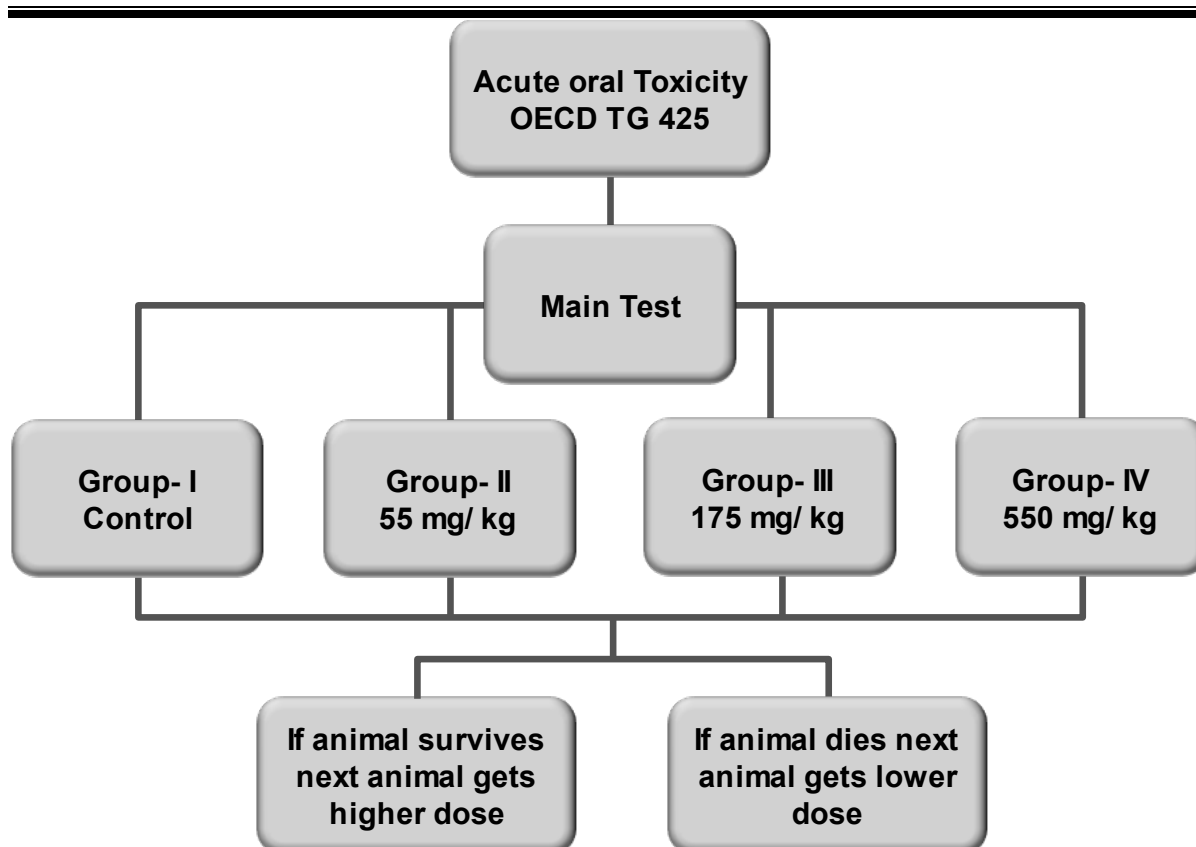 Acute oral Toxicity
OECD TG 425
Main Test
Group- I
Control
Group- II
55 mg/ kg
Group- III
175 mg/ kg
Group- IV
550 mg/ kg
If animal survives
next animal gets
higher dose
If animal dies next
animal gets lower
dose